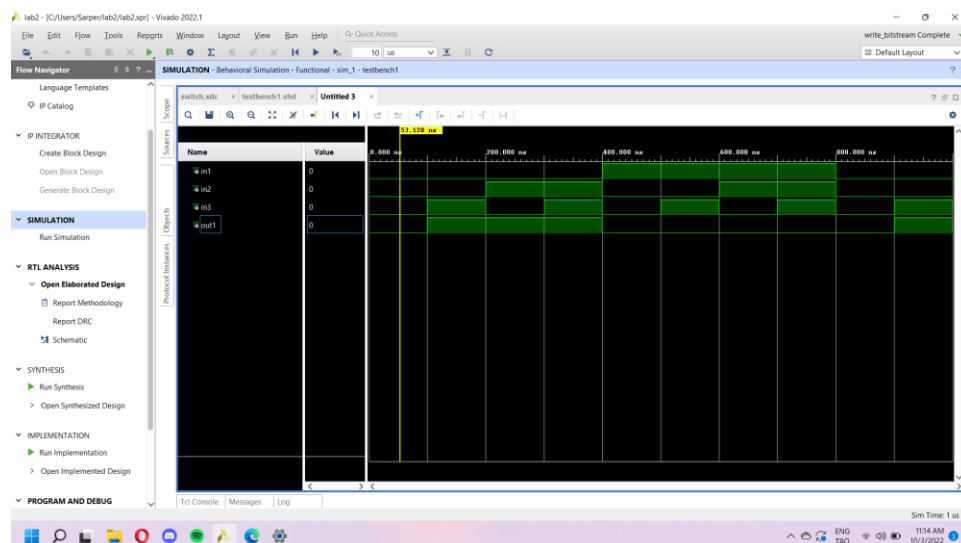 lab2 - [C:/Users/Sarper/lab2/lab2.xpr] - Vivado 2022.1
File Edit Flow Tools Reports Window Layout View Run Help Q- Quick Access
write_bitstream Complete
10 us
Default Layout
Flow Navigator
SIMULATION - Behavioral Simulation - Functional - sim_1 - testbench1
Language Templates
IP Catalog
IP INTEGRATOR
Create Block Design
Open Block Design
Generate Block Design
SIMULATION
Run Simulation
RTL ANALYSIS
Open Elaborated Design
Report Methodology
Report DRC
Schematic
SYNTHESIS
Run Synthesis
Open Synthesized Design
IMPLEMENTATION
Run Implementation
Open Implemented Design
PROGRAM AND DEBUG
Scope
Sources
Objects
Protocol Instances
switch.xdc testbench1.vhd Untitled 3
53.120 ns
Name Value
0.000 ns 200.000 ns 400.000 ns 600.000 ns 800.000 ns
in1 0
in2 0
in3 0
out1 0
Tcl Console Messages Log
Sim Time: 1 us
ENG
TRQ
11:14 AM
10/3/2022
3